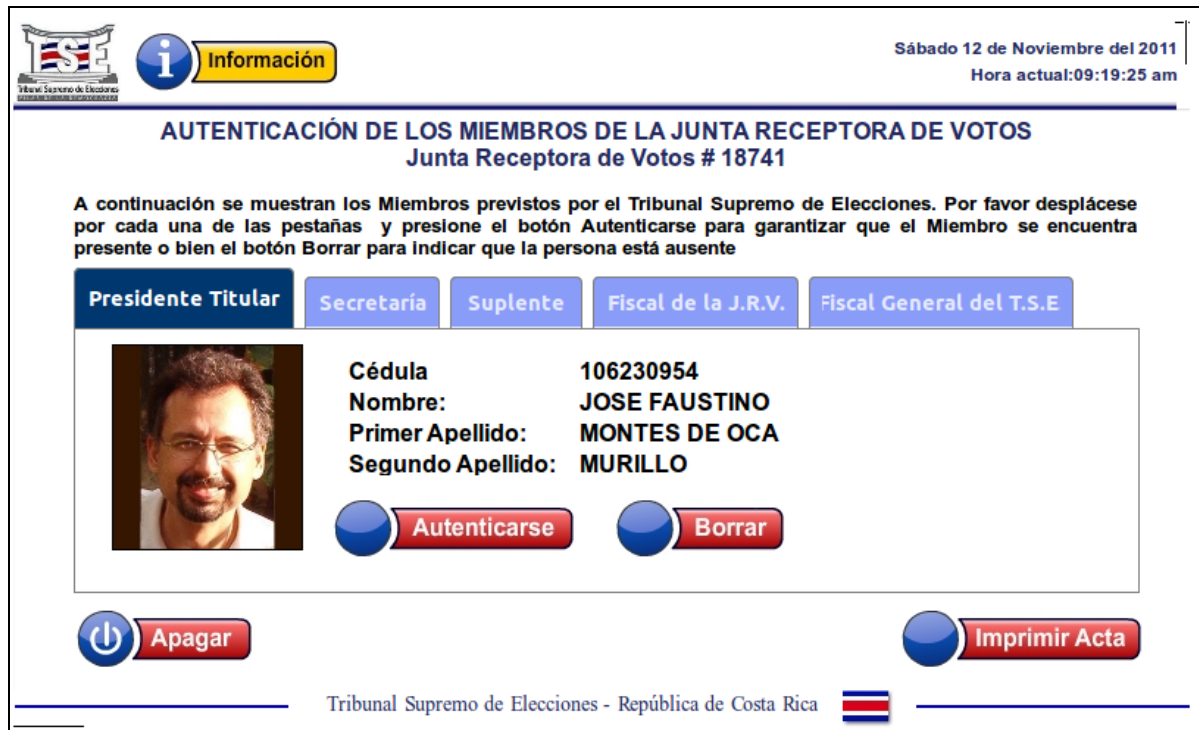 TSE
Tribunal Supremo de Elecciones
i
Información
Sábado 12 de Noviembre del 2011
Hora actual:09:19:25 am
AUTENTICACIÓN DE LOS MIEMBROS DE LA JUNTA RECEPTORA DE VOTOS
Junta Receptora de Votos # 18741
A continuación se muestran los Miembros previstos por el Tribunal Supremo de Elecciones. Por favor desplácese
por cada una de las pestañas y presione el botón Autenticarse para garantizar que el Miembro se encuentra
presente o bien el botón Borrar para indicar que la persona está ausente
Presidente Titular
Secretaría
Suplente
Fiscal de la J.R.V.
Fiscal General del T.S.E
Cédula 106230954
Nombre: JOSE FAUSTINO
Primer Apellido: MONTES DE OCA
Segundo Apellido: MURILLO
Autenticarse
Borrar
Apagar
Imprimir Acta
Tribunal Supremo de Elecciones - República de Costa Rica